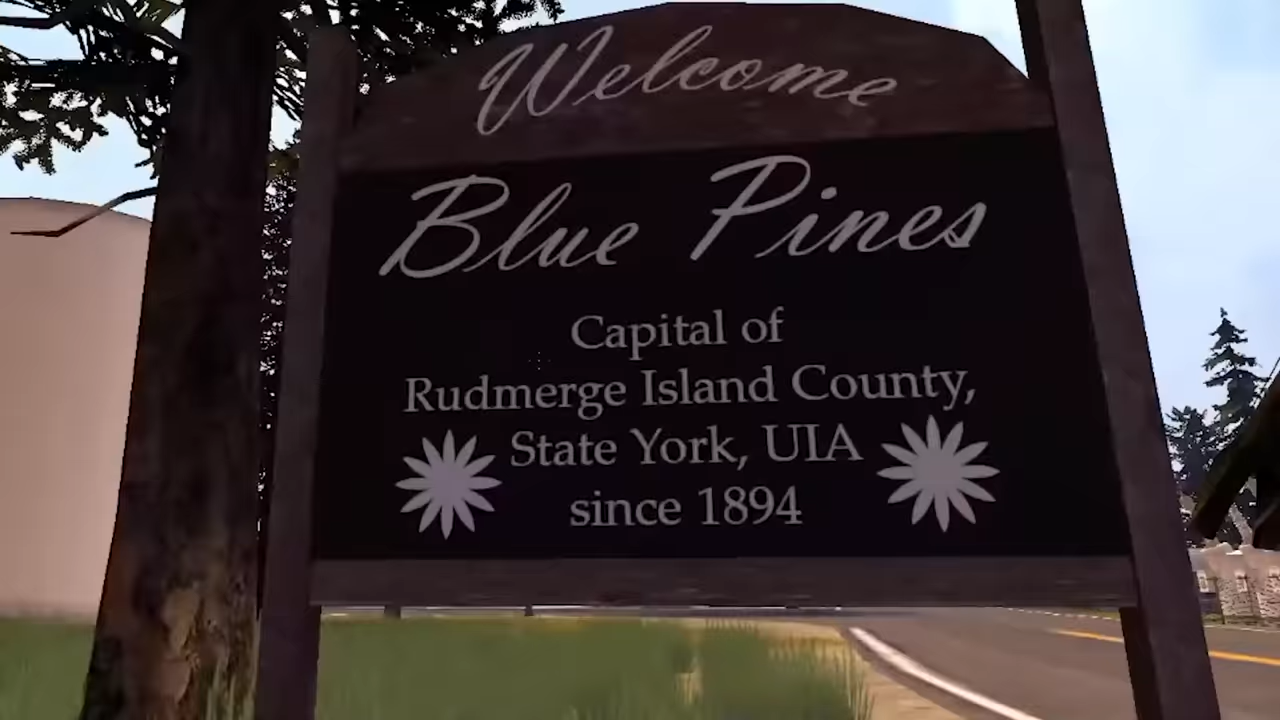 Welcome
Blue Pines
Capital of
Rudmerge Island County,
State York, UIA
since 1894